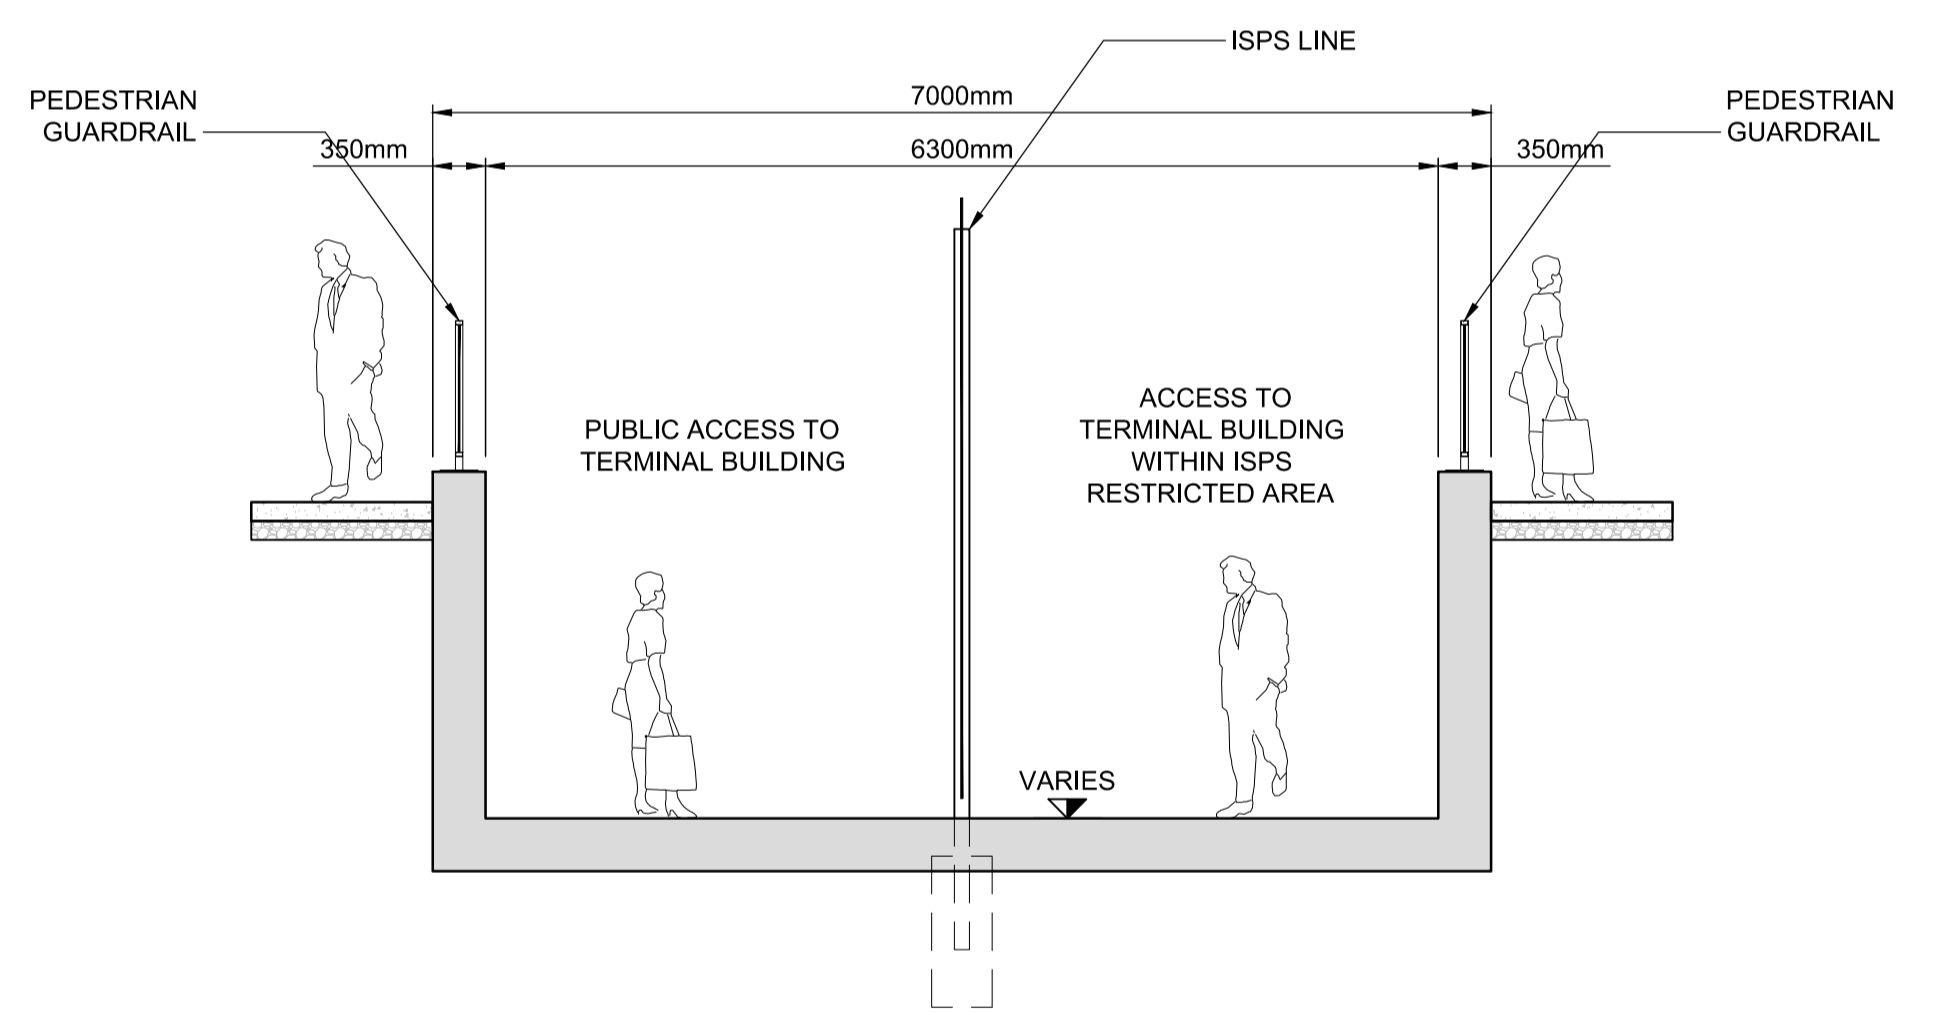 ISPS LINE
7000mm
PEDESTRIAN
GUARDRAIL
PEDESTRIAN
GUARDRAIL
350mm
6300mm
350mm
PUBLIC ACCESS TO
TERMINAL BUILDING
ACCESS TO
TERMINAL BUILDING
WITHIN ISPS
RESTRICTED AREA
VARIES